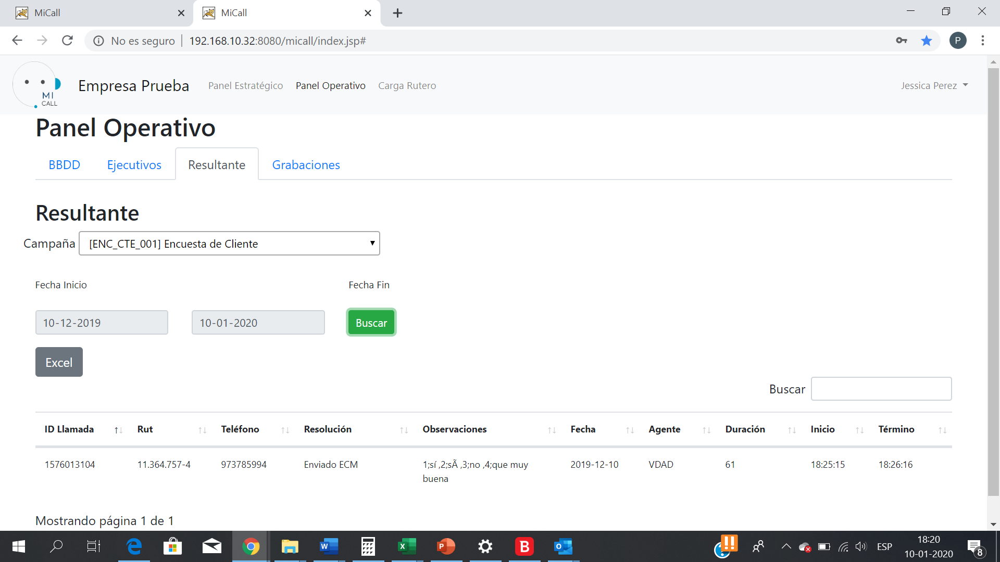 MiCall
MiCall
No es seguro 192.168.10.32:8080/micall/index.jsp#
P
MI
CALL
Empresa Prueba Panel Estratégico Panel Operativo Carga Rutero Jessica Perez
Panel Operativo
BBDD Ejecutivos Resultante Grabaciones
Resultante
Campaña [ENC_CTE_001] Encuesta de Cliente
Fecha Inicio Fecha Fin
10-12-2019 10-01-2020 Buscar
Excel
Buscar
ID Llamada Rut Teléfono Resolución Observaciones Fecha Agente Duración Inicio Término
1576013104 11.364.757-4 973785994 Enviado ECM 1;sí ,2;sÃ ,3;no ,4;que muy 2019-12-10 VDAD 61 18:25:15 18:26:16
buena
Mostrando página 1 de 1
W X P B O ESP 18:20
10-01-2020 8